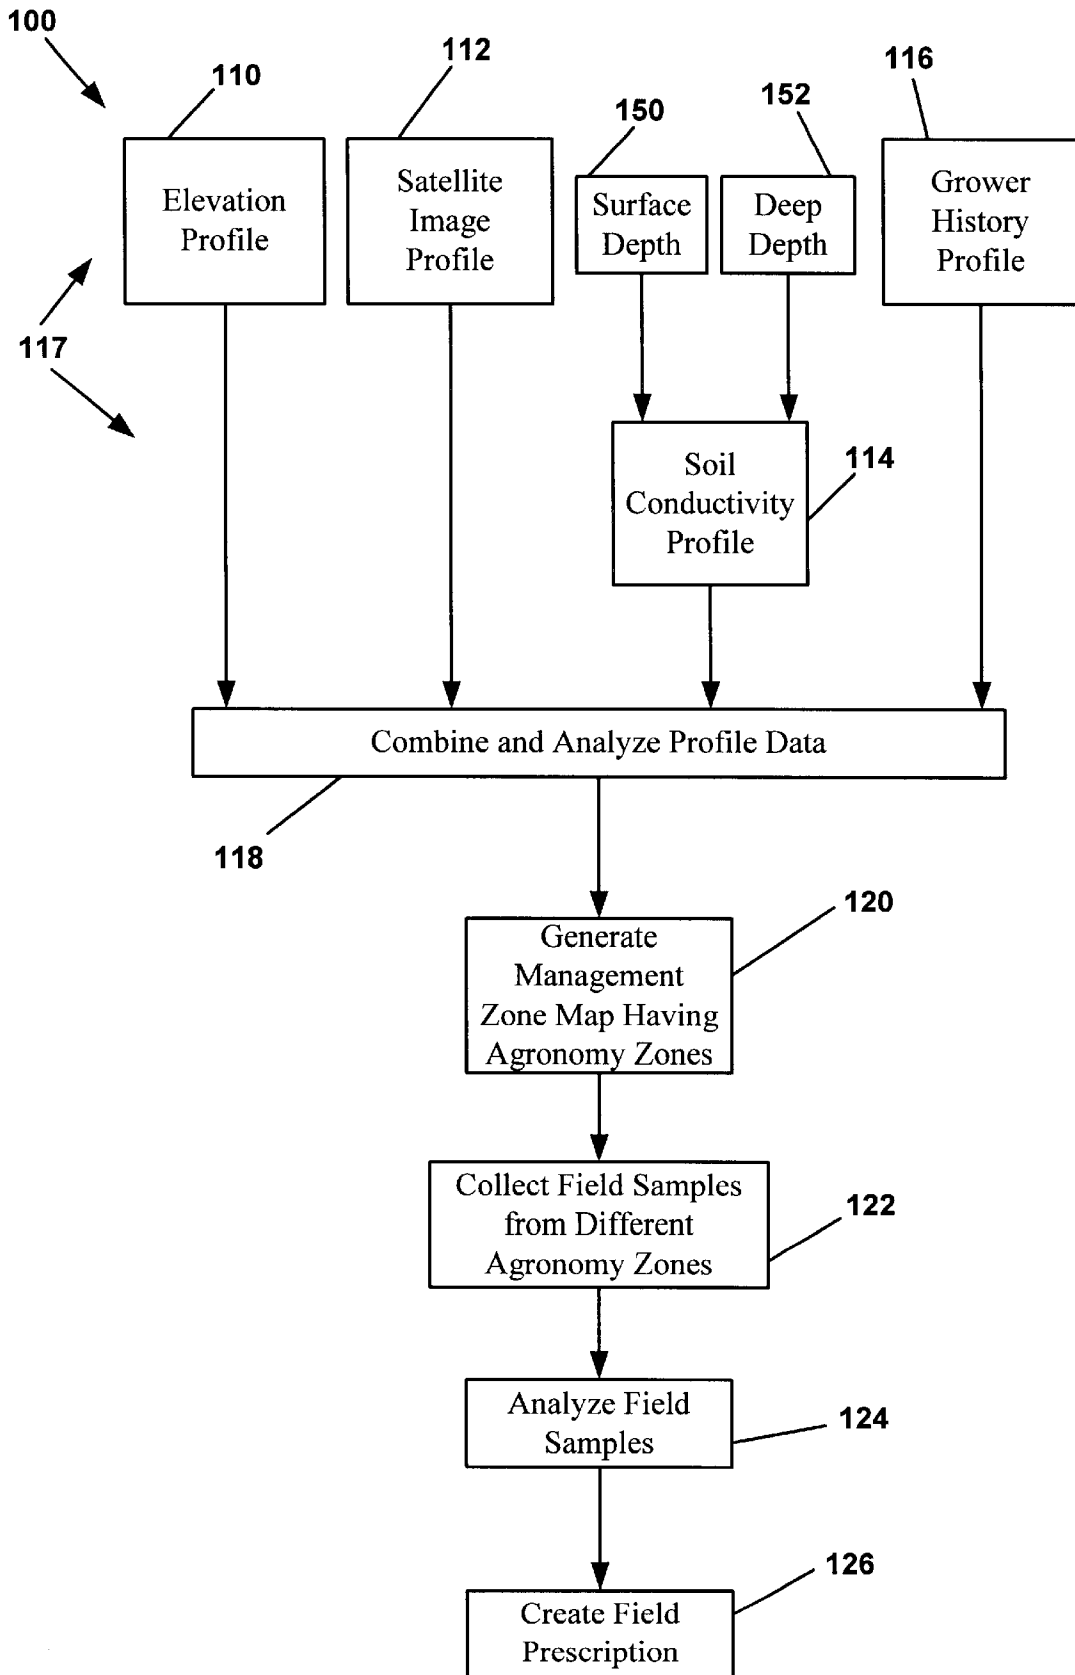 100
110
112
150
152
116
Elevation
Profile
Satellite
Image
Profile
Surface
Depth
Deep
Depth
Grower
History
Profile
117
Soil
Conductivity
Profile
114
Combine and Analyze Profile Data
118
120
Generate
Management
Zone Map Having
Agronomy Zones
Collect Field Samples
from Different
Agronomy Zones
122
Analyze Field
Samples
124
126
Create Field
Prescription